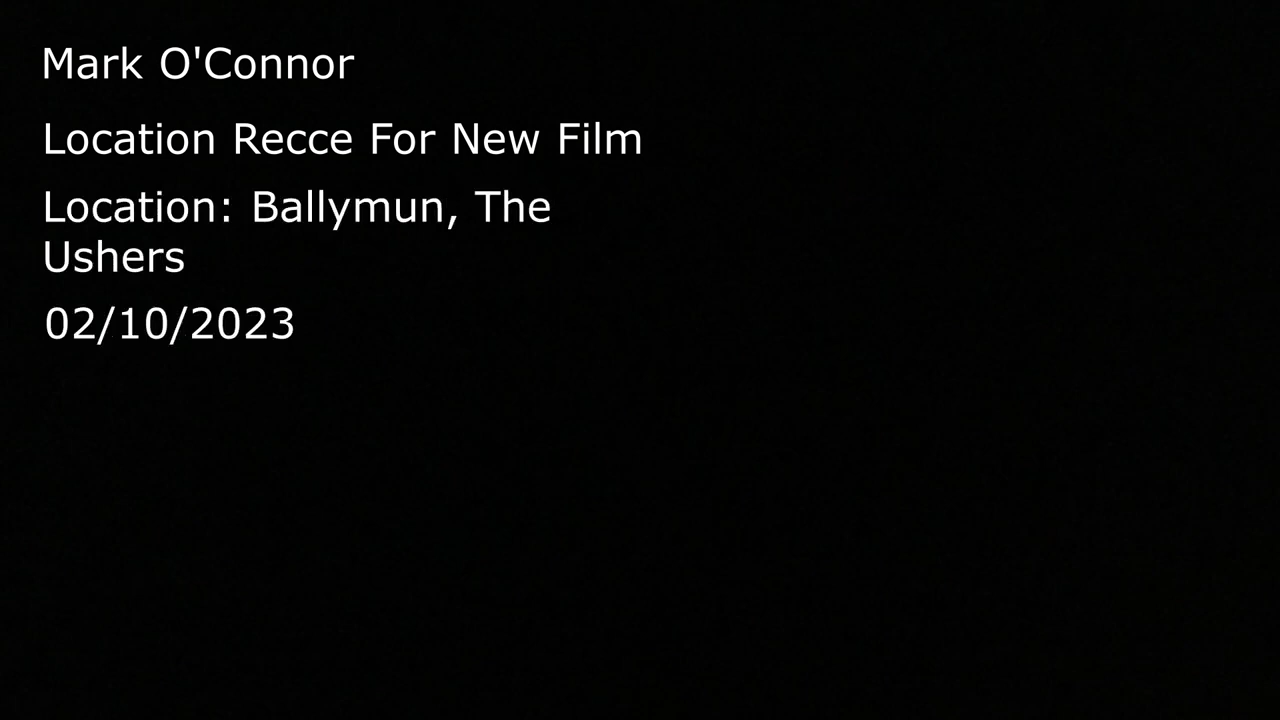 Mark O'Connor
Location Recce For New Film
Location: Ballymun, The
Ushers
02/10/2023